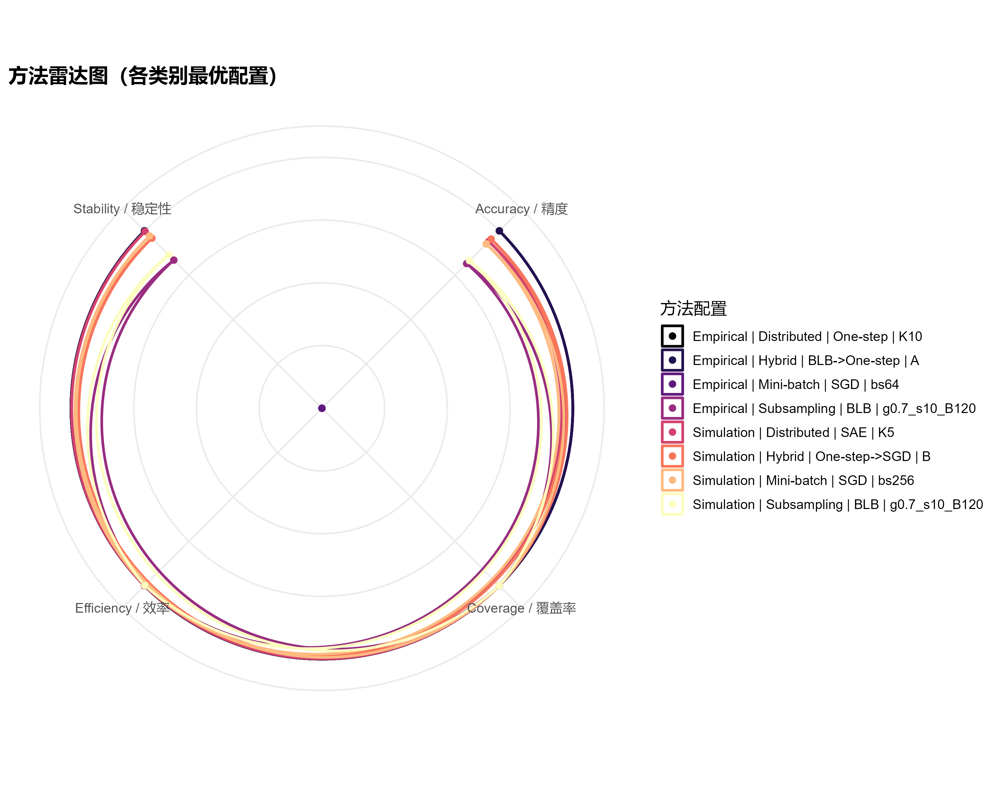 方法雷达图（各类别最优配置）
Stability / 稳定性
Accuracy / 精度
Efficiency / 效率
Coverage / 覆盖率
方法配置
Empirical | Distributed | One-step | K10
Empirical | Hybrid | BLB->One-step | A
Empirical | Mini-batch | SGD | bs64
Empirical | Subsampling | BLB | g0.7_s10_B120
Simulation | Distributed | SAE | K5
Simulation | Hybrid | One-step->SGD | B
Simulation | Mini-batch | SGD | bs256
Simulation | Subsampling | BLB | g0.7_s10_B120